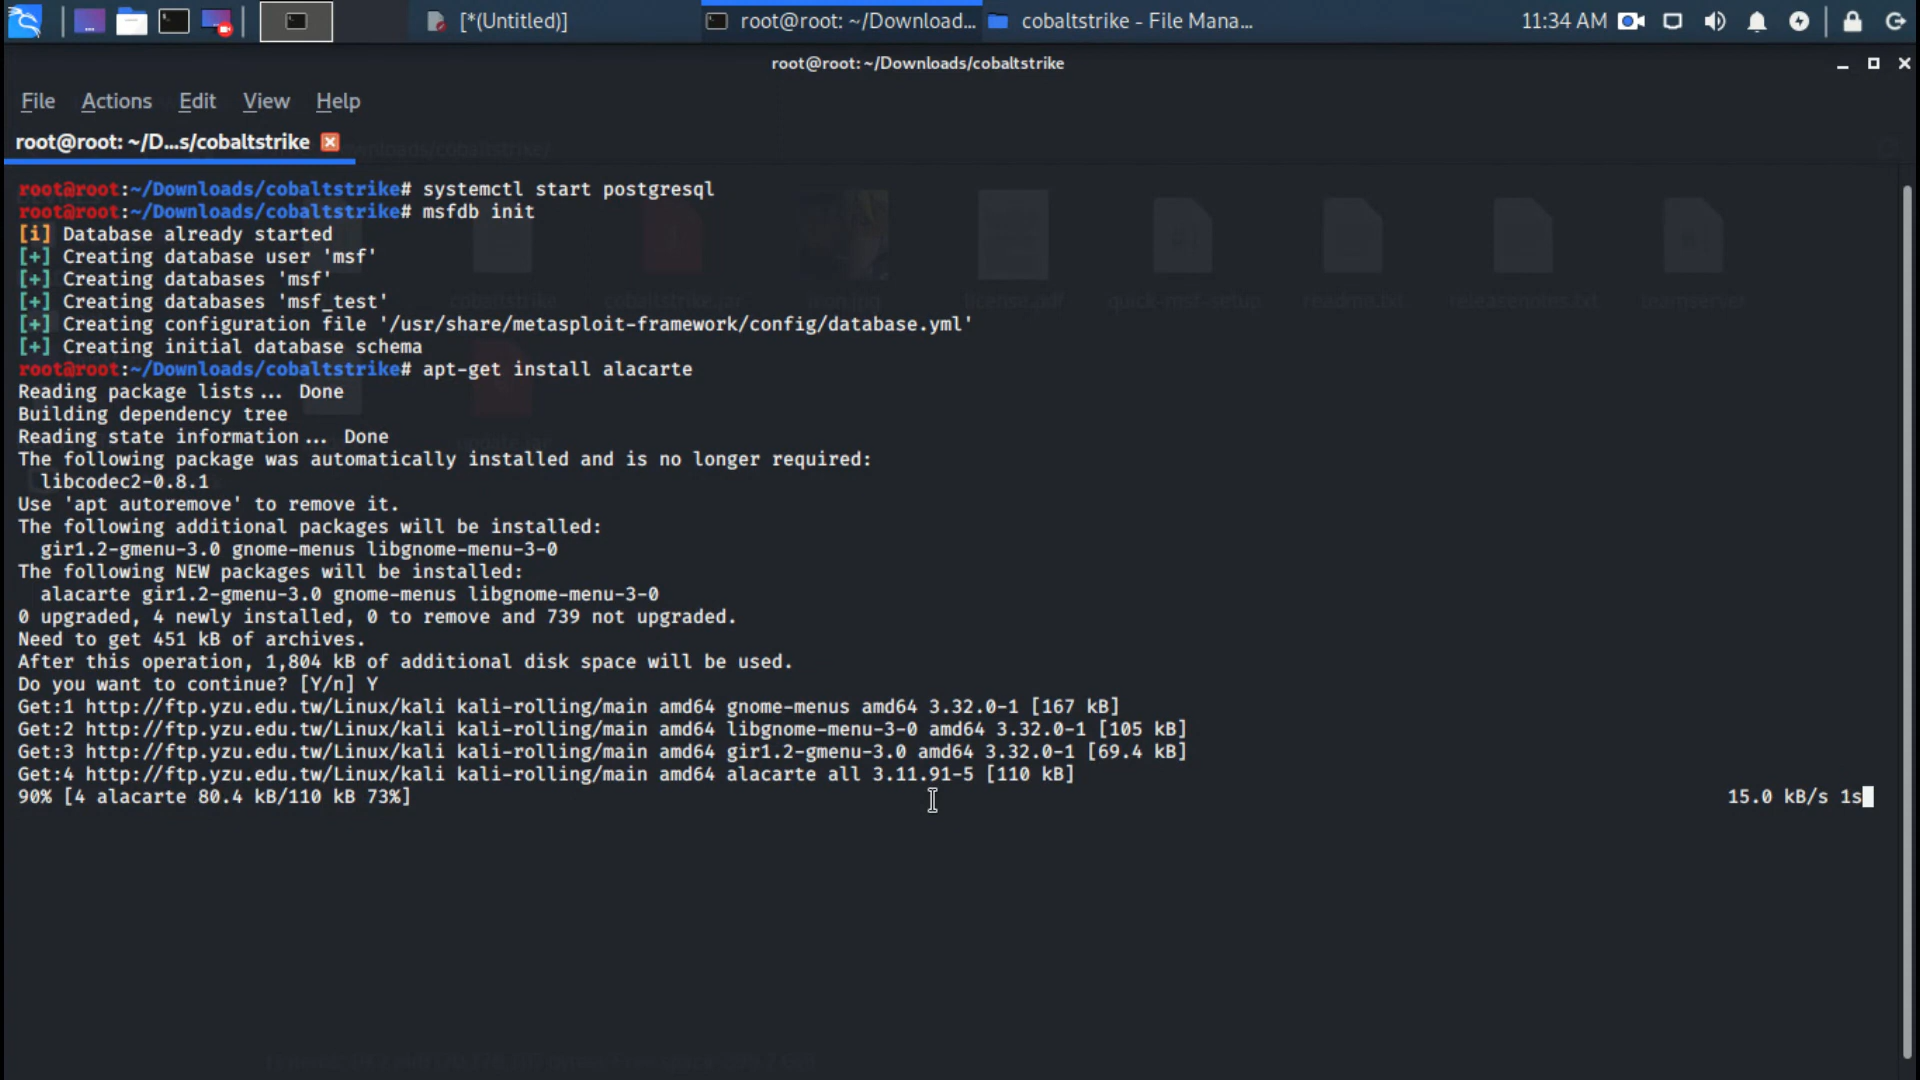 [*(Untitled)]
root@root: ~/Download...
cobaltstrike - File Mana...
11:34 AM
root@root:~/Downloads/cobaltstrike
File Actions Edit View Help
root@root: ~/D...s/cobaltstrike
root@root:~/Downloads/cobaltstrike# systemctl start postgresql
root@root:~/Downloads/cobaltstrike# msfdb init
[i] Database already started
[+] Creating database user 'msf'
[+] Creating databases 'msf'
[+] Creating databases 'msf_test'
[+] Creating configuration file '/usr/share/metasploit-framework/config/database.yml'
[+] Creating initial database schema
root@root:~/Downloads/cobaltstrike# apt-get install alacarte
Reading package lists... Done
Building dependency tree
Reading state information... Done
The following package was automatically installed and is no longer required:
libcodec2-0.8.1
Use 'apt autoremove' to remove it.
The following additional packages will be installed:
gir1.2-gmenu-3.0 gnome-menus libgnome-menu-3-0
The following NEW packages will be installed:
alacarte gir1.2-gmenu-3.0 gnome-menus libgnome-menu-3-0
0 upgraded, 4 newly installed, 0 to remove and 739 not upgraded.
Need to get 451 kB of archives.
After this operation, 1,804 kB of additional disk space will be used.
Do you want to continue? [Y/n] Y
Get:1 http://ftp.yzu.edu.tw/Linux/kali kali-rolling/main amd64 gnome-menus amd64 3.32.0-1 [167 kB]
Get:2 http://ftp.yzu.edu.tw/Linux/kali kali-rolling/main amd64 libgnome-menu-3-0 amd64 3.32.0-1 [105 kB]
Get:3 http://ftp.yzu.edu.tw/Linux/kali kali-rolling/main amd64 gir1.2-gmenu-3.0 amd64 3.32.0-1 [69.4 kB]
Get:4 http://ftp.yzu.edu.tw/Linux/kali kali-rolling/main amd64 alacarte all 3.11.91-5 [110 kB]
90% [4 alacarte 80.4 kB/110 kB 73%] 15.0 kB/s 1s